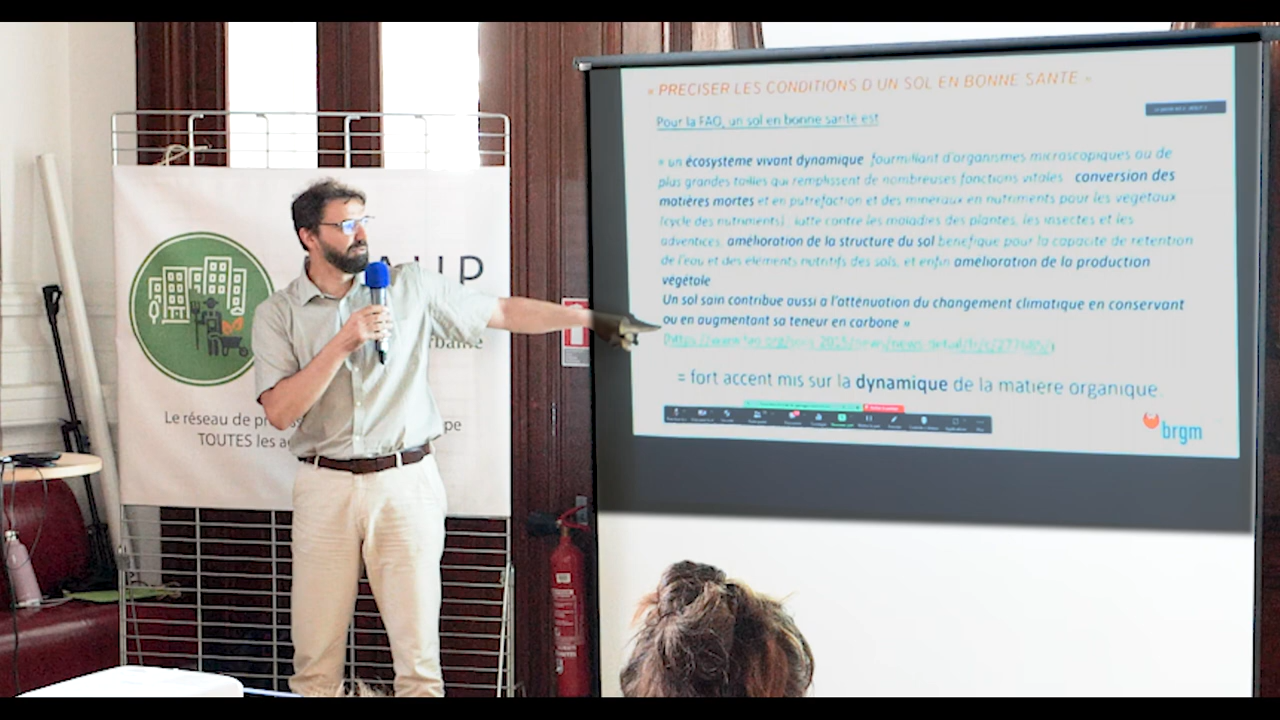 « PRECISER LES CONDITIONS D UN SOL EN BONNE SANTE »
Pour la FAO, un sol en bonne santé est
« un écosystème vivant dynamique fourmillant d'organismes microscopiques ou de
plus grandes tailles qui remplissent de nombreuses fonctions vitales : conversion des
matières mortes et en putréfaction et des minéraux en nutriments pour les végétaux
(cycle des nutriments) ; lutte contre les maladies des plantes, les insectes et les
adventices, amélioration de la structure du sol bénéfique pour la capacité de rétention
de l'eau et des éléments nutritifs des sols, et enfin amélioration de la production
végétale
Un sol sain contribue aussi à l'atténuation du changement climatique en conservant
ou en augmentant sa teneur en carbone »
= fort accent mis sur la dynamique de la matière organique
brgm
AUP
Le réseau de
TOUTES les